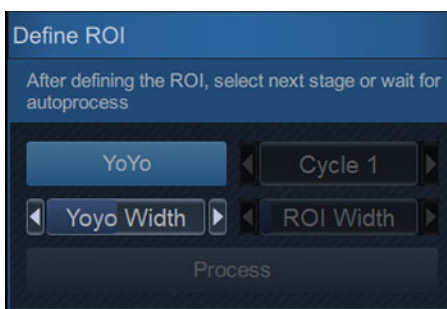 Define ROI
After defining the ROI, select next stage or wait for
autoprocess
YoYo
Cycle 1
Yoyo Width
ROI Width
Process